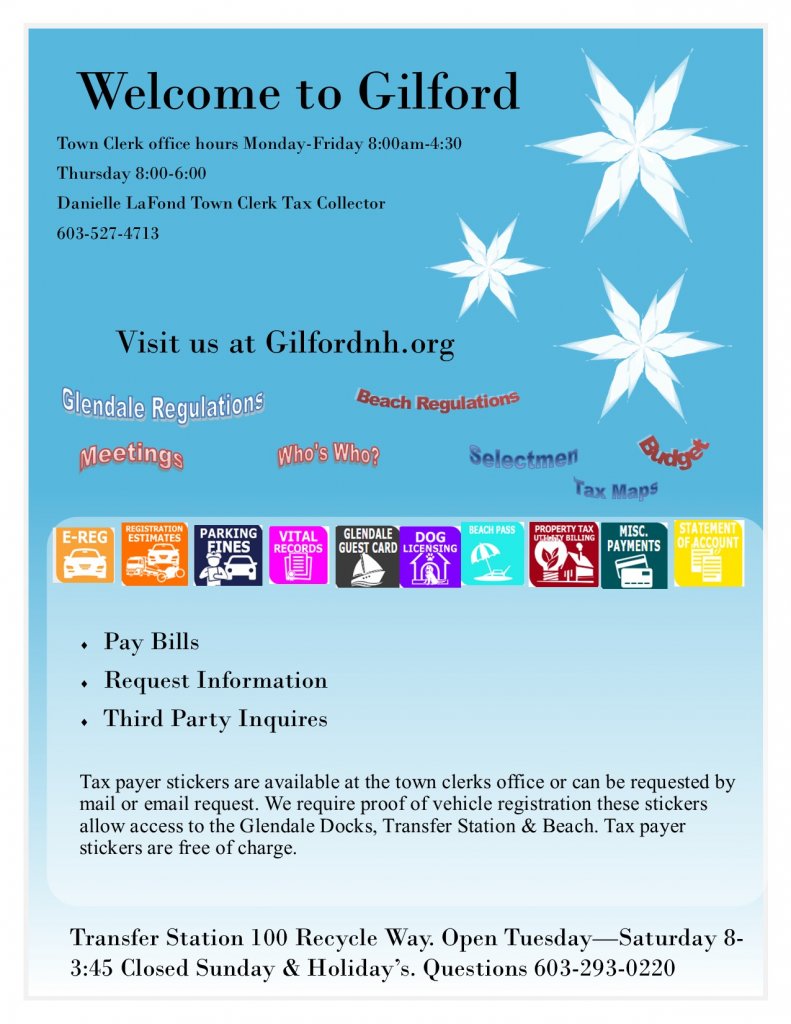 Welcome to Gilford
Town Clerk office hours Monday-Friday 8:00am-4:30
Thursday 8:00-6:00
Danielle LaFond Town Clerk Tax Collector
603-527-4713
Visit us at Gilfordnh.org
Glendale Regulations
Beach Regulations
Meetings
Who's Who?
Selectmen
Budget
Tax Maps
E-REG
REGISTRATION
ESTIMATES
PARKING
FINES
VITAL
RECORDS
GLENDALE
GUEST CARD
DOG
LICENSING
BEACH PASS
PROPERTY TAX
UTILITY BILLING
MISC.
PAYMENTS
STATEMENT
OF ACCOUNT
⬧ Pay Bills
⬧ Request Information
⬧ Third Party Inquires
Tax payer stickers are available at the town clerks office or can be requested by
mail or email request. We require proof of vehicle registration these stickers
allow access to the Glendale Docks, Transfer Station & Beach. Tax payer
stickers are free of charge.
Transfer Station 100 Recycle Way. Open Tuesday—Saturday 8-
3:45 Closed Sunday & Holiday's. Questions 603-293-0220